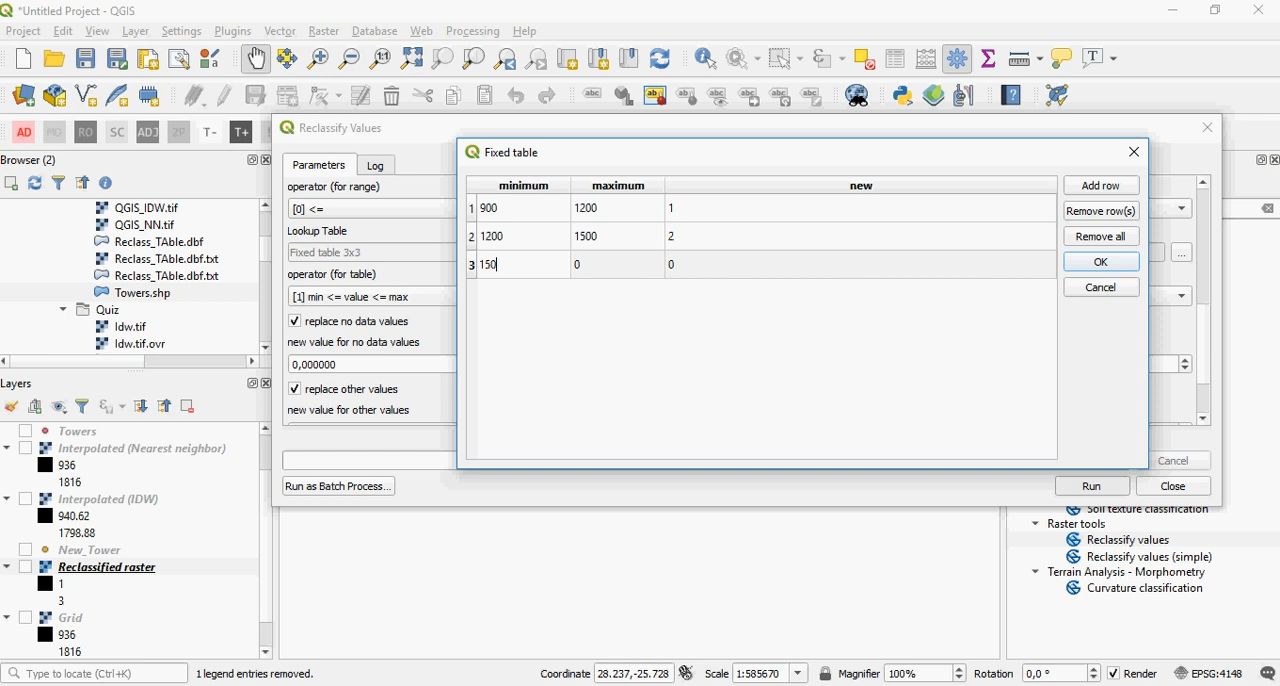 "Untitled Project - QGIS
Project Edit View Layer Settings Plugins Vector Raster Database Web Processing Help
AD MO RO SC ADJ 2P T- T+
Browser (2)
QGIS_IDW.tif
QGIS_NN.tif
Reclass_TAble.dbf
Reclass_TAble.dbf.txt
Reclass_TAble.dbf.txt
Towers.shp
Quiz
Idw.tif
Idw.tif.ovr
Layers
Towers
Interpolated (Nearest neighbor)
936
1816
Interpolated (IDW)
940.62
1798.88
New_Tower
Reclassified raster
1
3
Grid
936
1816
Reclassify Values
Parameters Log
operator (for range)
[0] <=
Lookup Table
Fixed table 3x3
...
operator (for table)
[1] min <= value <= max
replace no data values
new value for no data values
0,000000
replace other values
new value for other values
Cancel
Run as Batch Process...
Run Close
Fixed table
minimum maximum new
1 900 1200 1
2 1200 1500 2
3 150 0 0
Add row
Remove row(s)
Remove all
OK
Cancel
Soil texture classification
Raster tools
Reclassify values
Reclassify values (simple)
Terrain Analysis - Morphometry
Curvature classification
Type to locate (Ctrl+K) 1 legend entries removed. Coordinate 28.237,-25.728 Scale 1:585670 Magnifier 100% Rotation 0,0 ° Render EPSG:4148